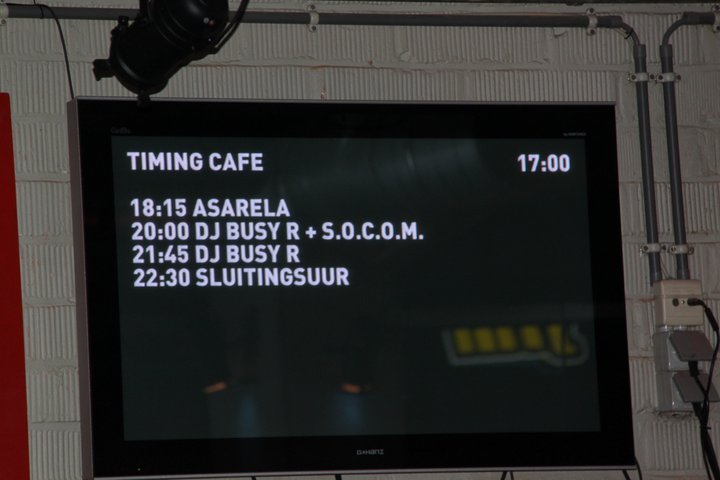 TIMING CAFE 17:00
18:15 ASARELA
20:00 DJ BUSY R + S.O.C.O.M.
21:45 DJ BUSY R
22:30 SLUITINGSUUR